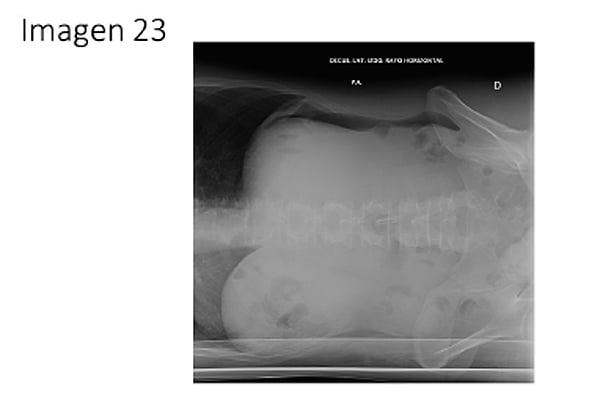 Imagen 23
DECUB. LAT. IZDO. RAYO HORIZONTAL
P.A.
D